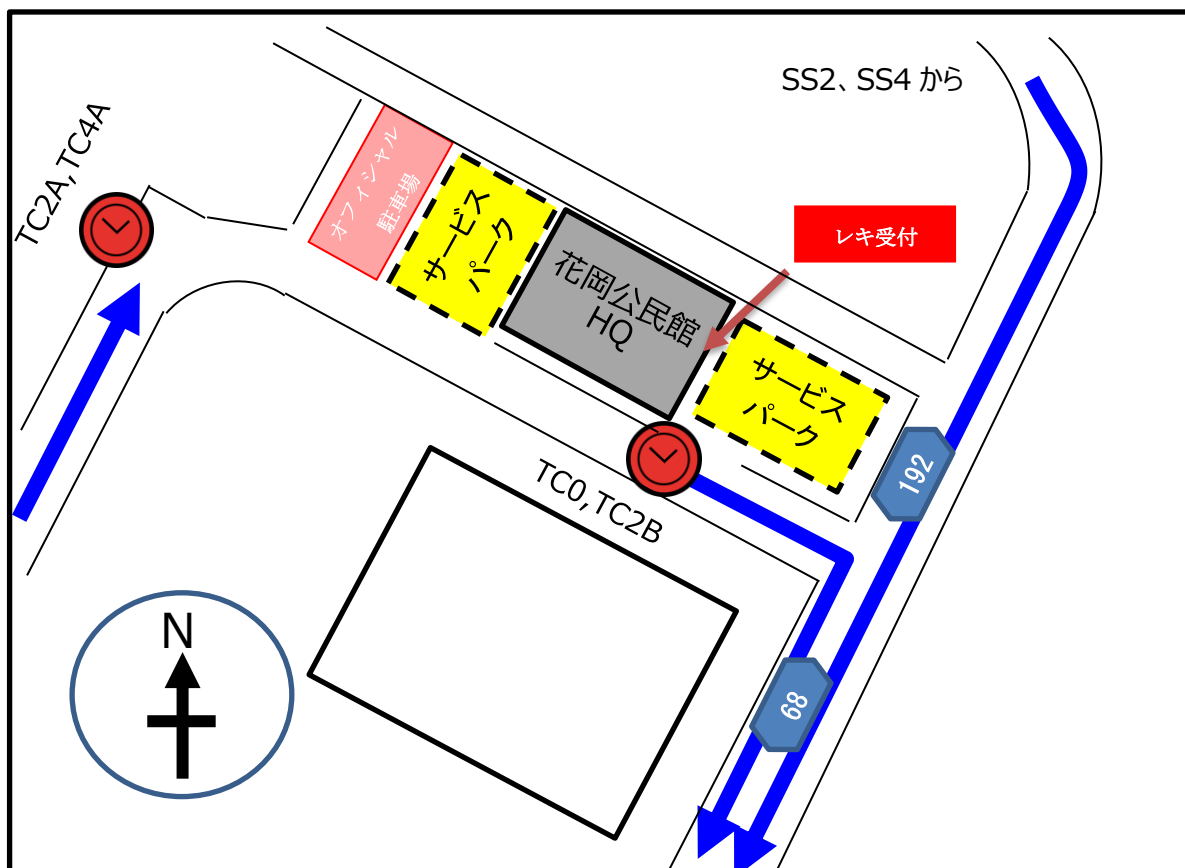 SS2、SS4 から
TC2A,TC4A
オフィシャル
駐車場
サービス
パーク
花岡公民館
HQ
レキ受付
サービス
パーク
192
TC0,TC2B
N
68